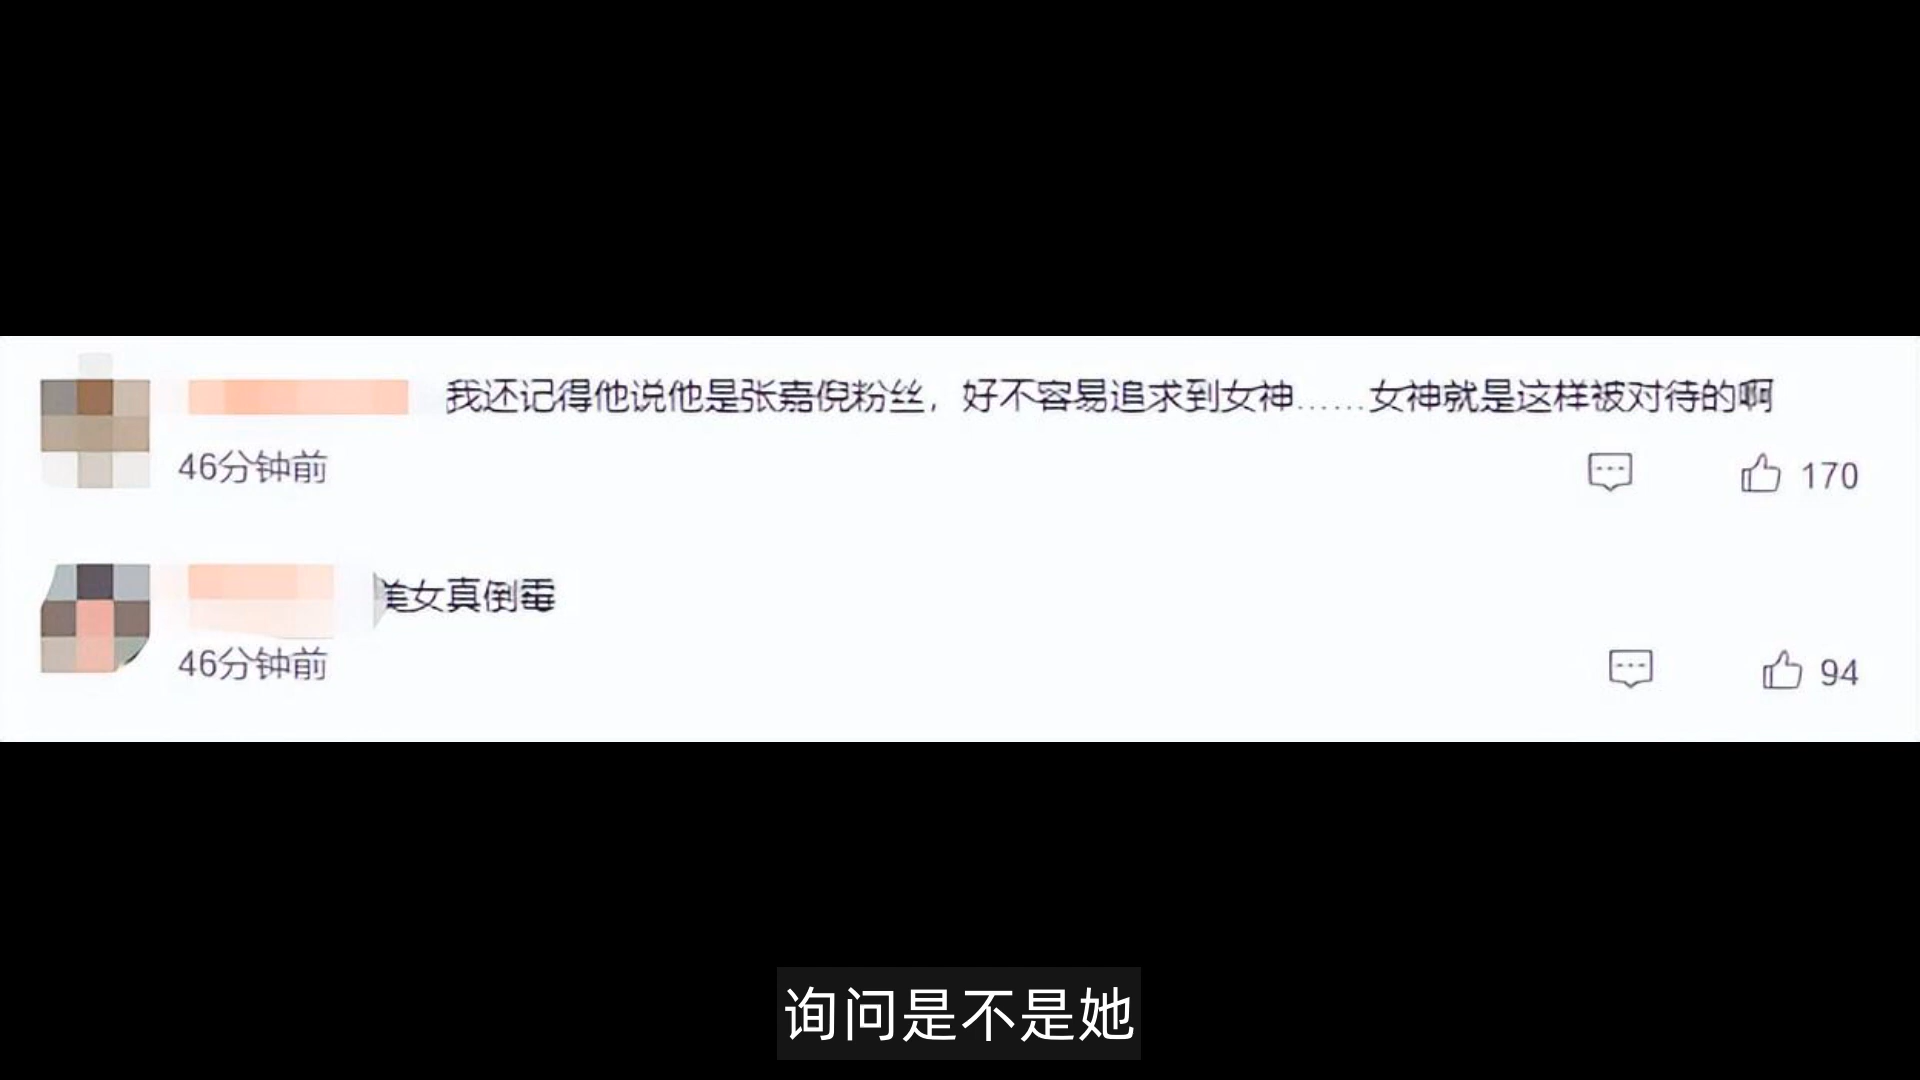 我还记得他说他是张嘉倪粉丝，好不容易追求到女神……女神就是这样被对待的啊
46分钟前
170
美女真倒霉
46分钟前
94
询问是不是她